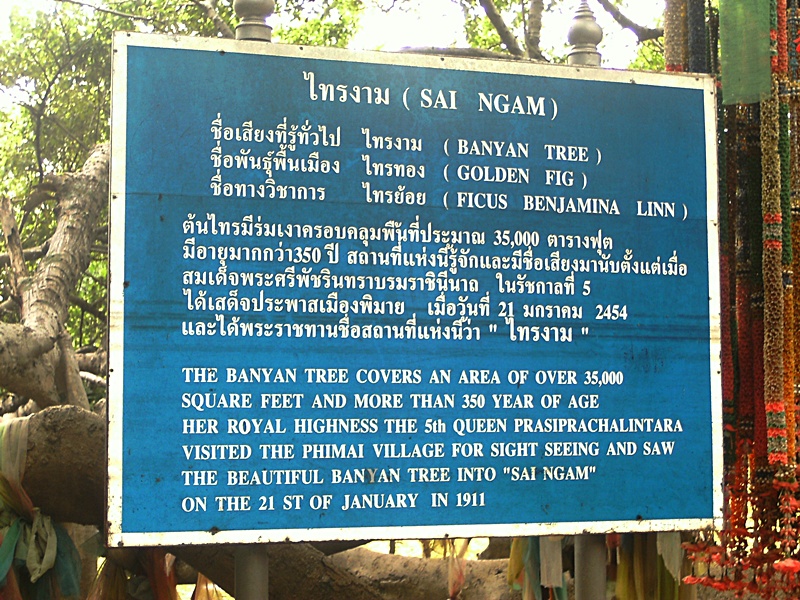 ไทรงาม ( SAI NGAM )
ชื่อเสียงที่รู้ทั่วไป ไทรงาม ( BANYAN TREE )
ชื่อพันธุ์พื้นเมือง ไทรทอง ( GOLDEN FIG )
ชื่อทางวิชาการ ไทรย้อย ( FICUS BENJAMINA LINN )
ต้นไทรมีร่มเงาครอบคลุมพื้นที่ประมาณ 35,000 ตารางฟุต
มีอายุมากกว่า350 ปี สถานที่แห่งนี้รู้จักและมีชื่อเสียงมานับตั้งแต่เมื่อ
สมเด็จพระศรีพัชรินทราบรมราชินีนาถ ในรัชกาลที่ 5
ได้เสด็จประพาสเมืองพิมาย เมื่อวันที่ 21 มกราคม 2454
และได้พระราชทานชื่อสถานที่แห่งนี้ว่า " ไทรงาม "
THE BANYAN TREE COVERS AN AREA OF OVER 35,000
SQUARE FEET AND MORE THAN 350 YEAR OF AGE
HER ROYAL HIGHNESS THE 5th QUEEN PRASIPRACHALINTARA
VISITED THE PHIMAI VILLAGE FOR SIGHT SEEING AND SAW
THE BEAUTIFUL BANYAN TREE INTO "SAI NGAM"
ON THE 21 ST OF JANUARY IN 1911